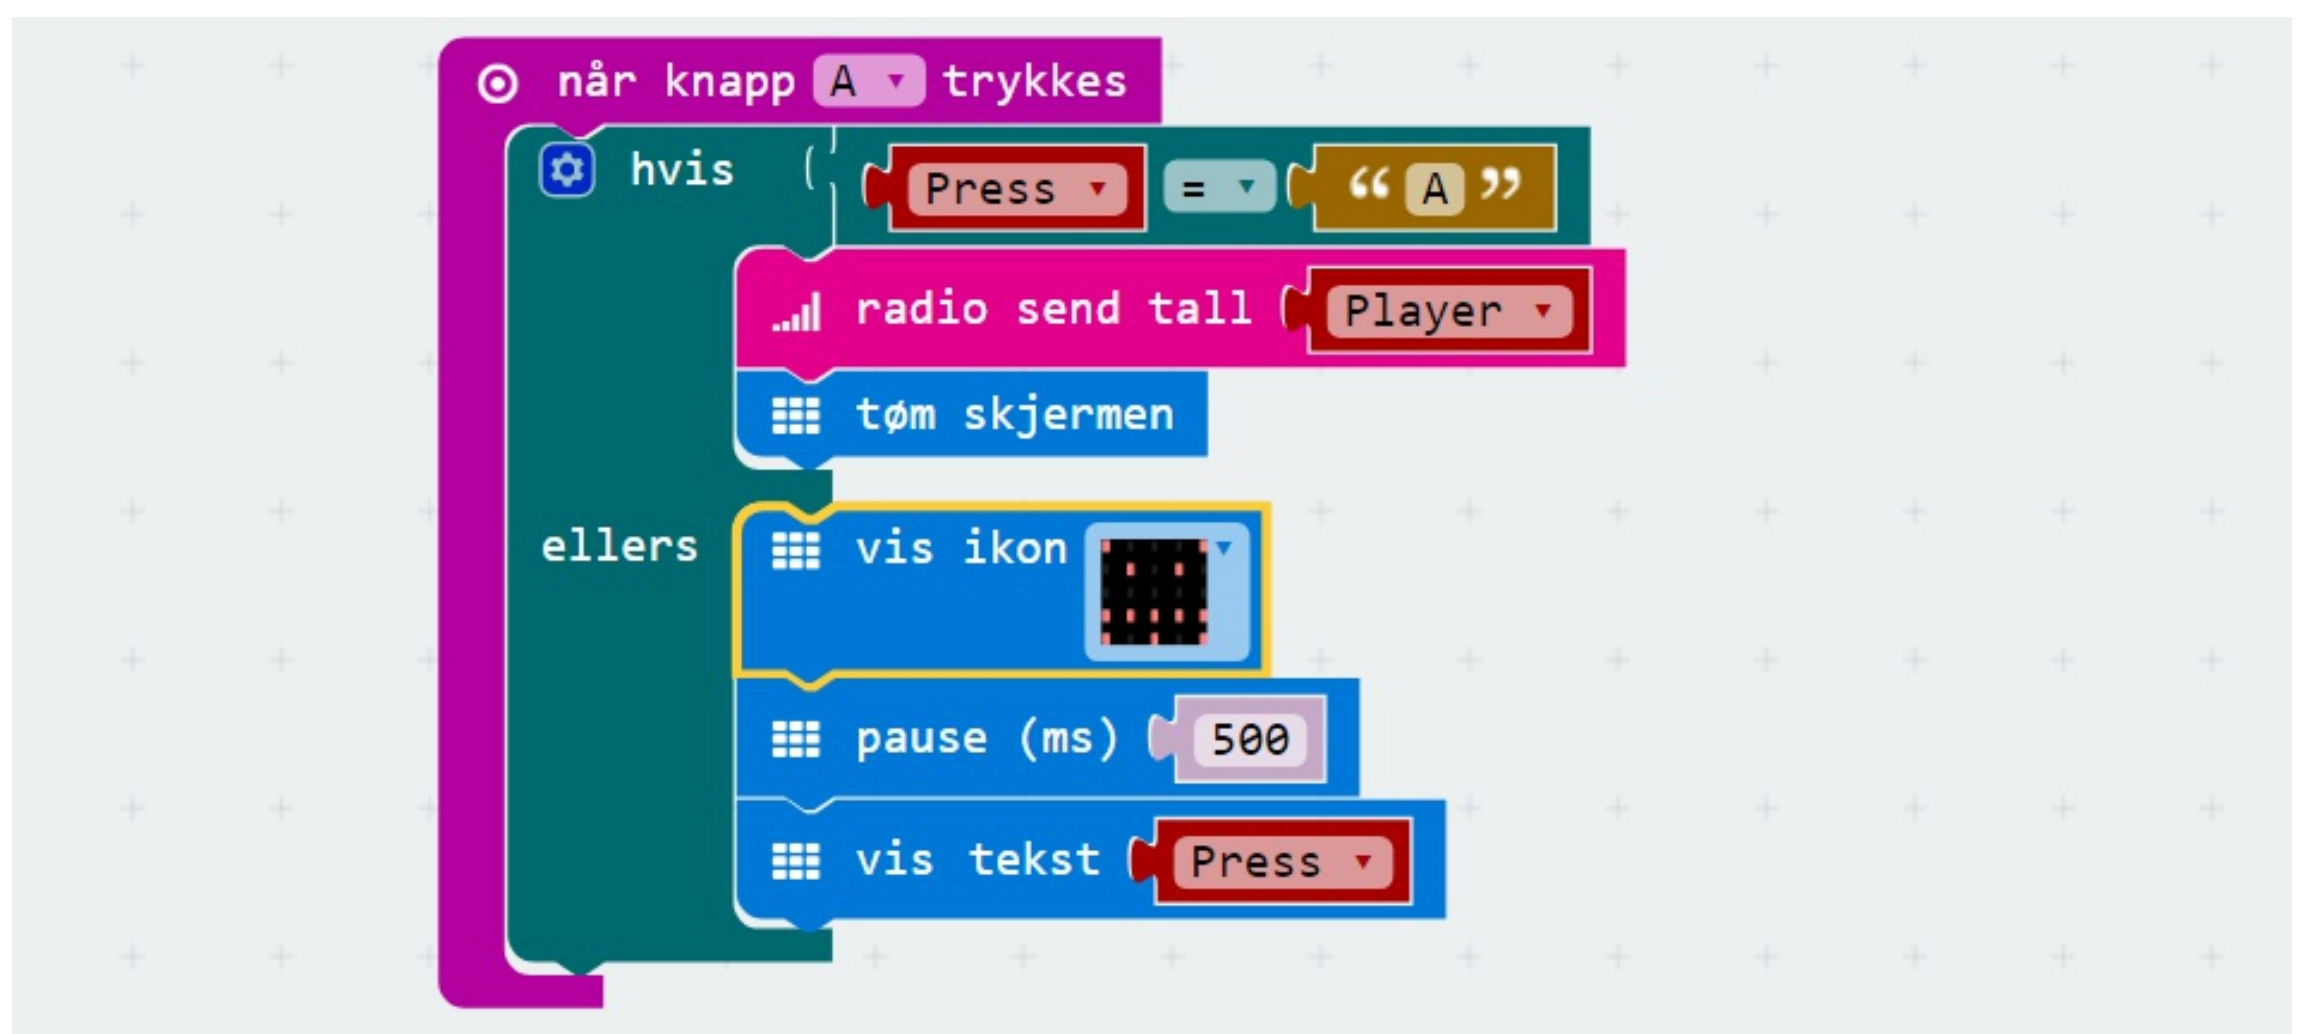 når knapp A trykkes
hvis Press = “ A ”
radio send tall Player
tøm skjermen
ellers vis ikon
pause (ms) 500
vis tekst Press